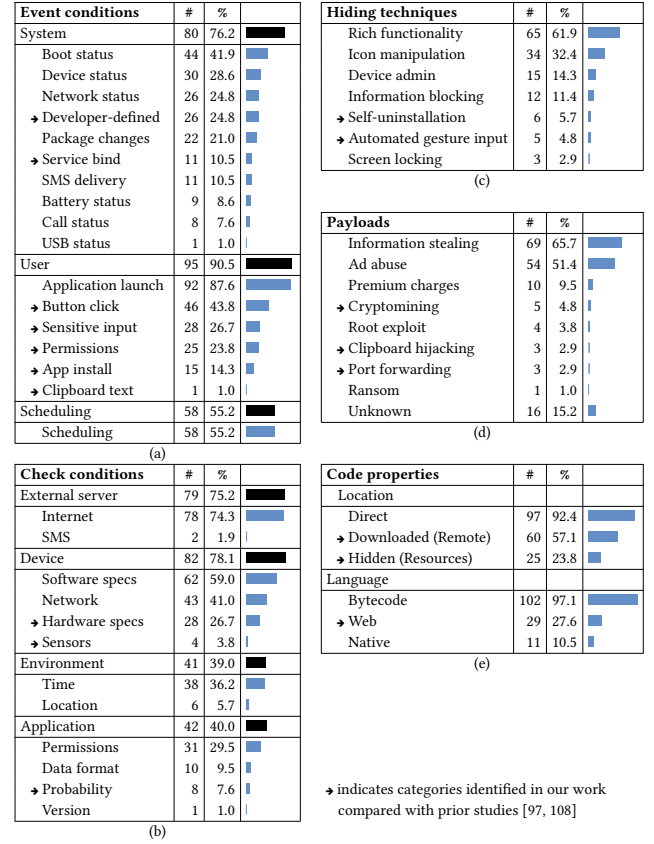 Event conditions # %
System 80 76.2
Boot status 44 41.9
Device status 30 28.6
Network status 26 24.8
➔ Developer-defined 26 24.8
Package changes 22 21.0
➔ Service bind 11 10.5
SMS delivery 11 10.5
Battery status 9 8.6
Call status 8 7.6
USB status 1 1.0
User 95 90.5
Application launch 92 87.6
➔ Button click 46 43.8
➔ Sensitive input 28 26.7
➔ Permissions 25 23.8
➔ App install 15 14.3
➔ Clipboard text 1 1.0
Scheduling 58 55.2
Scheduling 58 55.2
(a)
Check conditions # %
External server 79 75.2
Internet 78 74.3
SMS 2 1.9
Device 82 78.1
Software specs 62 59.0
Network 43 41.0
➔ Hardware specs 28 26.7
➔ Sensors 4 3.8
Environment 41 39.0
Time 38 36.2
Location 6 5.7
Application 42 40.0
Permissions 31 29.5
Data format 10 9.5
➔ Probability 8 7.6
Version 1 1.0
(b)
Hiding techniques # %
Rich functionality 65 61.9
Icon manipulation 34 32.4
Device admin 15 14.3
Information blocking 12 11.4
➔ Self-uninstallation 6 5.7
➔ Automated gesture input 5 4.8
Screen locking 3 2.9
(c)
Payloads # %
Information stealing 69 65.7
Ad abuse 54 51.4
Premium charges 10 9.5
➔ Cryptomining 5 4.8
Root exploit 4 3.8
➔ Clipboard hijacking 3 2.9
➔ Port forwarding 3 2.9
Ransom 1 1.0
Unknown 16 15.2
(d)
Code properties # %
Location
Direct 97 92.4
➔ Downloaded (Remote) 60 57.1
➔ Hidden (Resources) 25 23.8
Language
Bytecode 102 97.1
➔ Web 29 27.6
Native 11 10.5
(e)
➔ indicates categories identified in our work
compared with prior studies [97, 108]